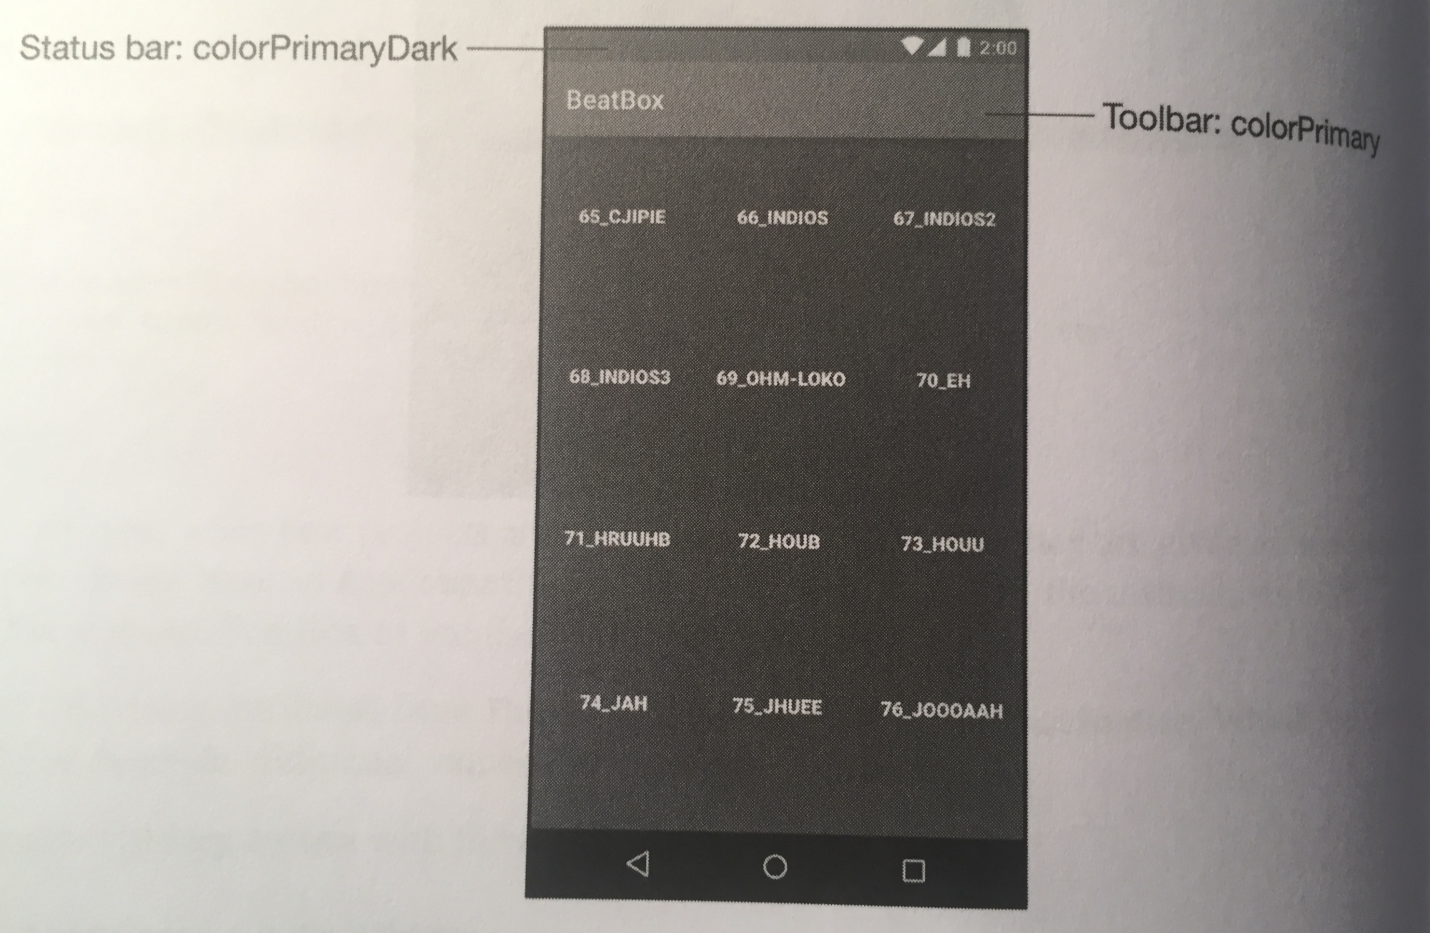 Status bar: colorPrimaryDark
2:00
BeatBox
Toolbar: colorPrimary
65_CJIPIE 66_INDIOS 67_INDIOS2
68_INDIOS3 69_OHM-LOKO 70_EH
71_HRUUHB 72_HOUB 73_HOUU
74_JAH 75_JHUEE 76_JOOOAAH